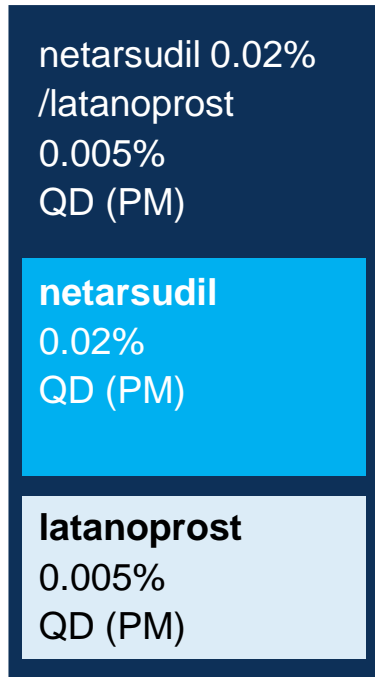 netarsudil 0.02%
/latanoprost
0.005%
QD (PM)
netarsudil
0.02%
QD (PM)
latanoprost
0.005%
QD (PM)